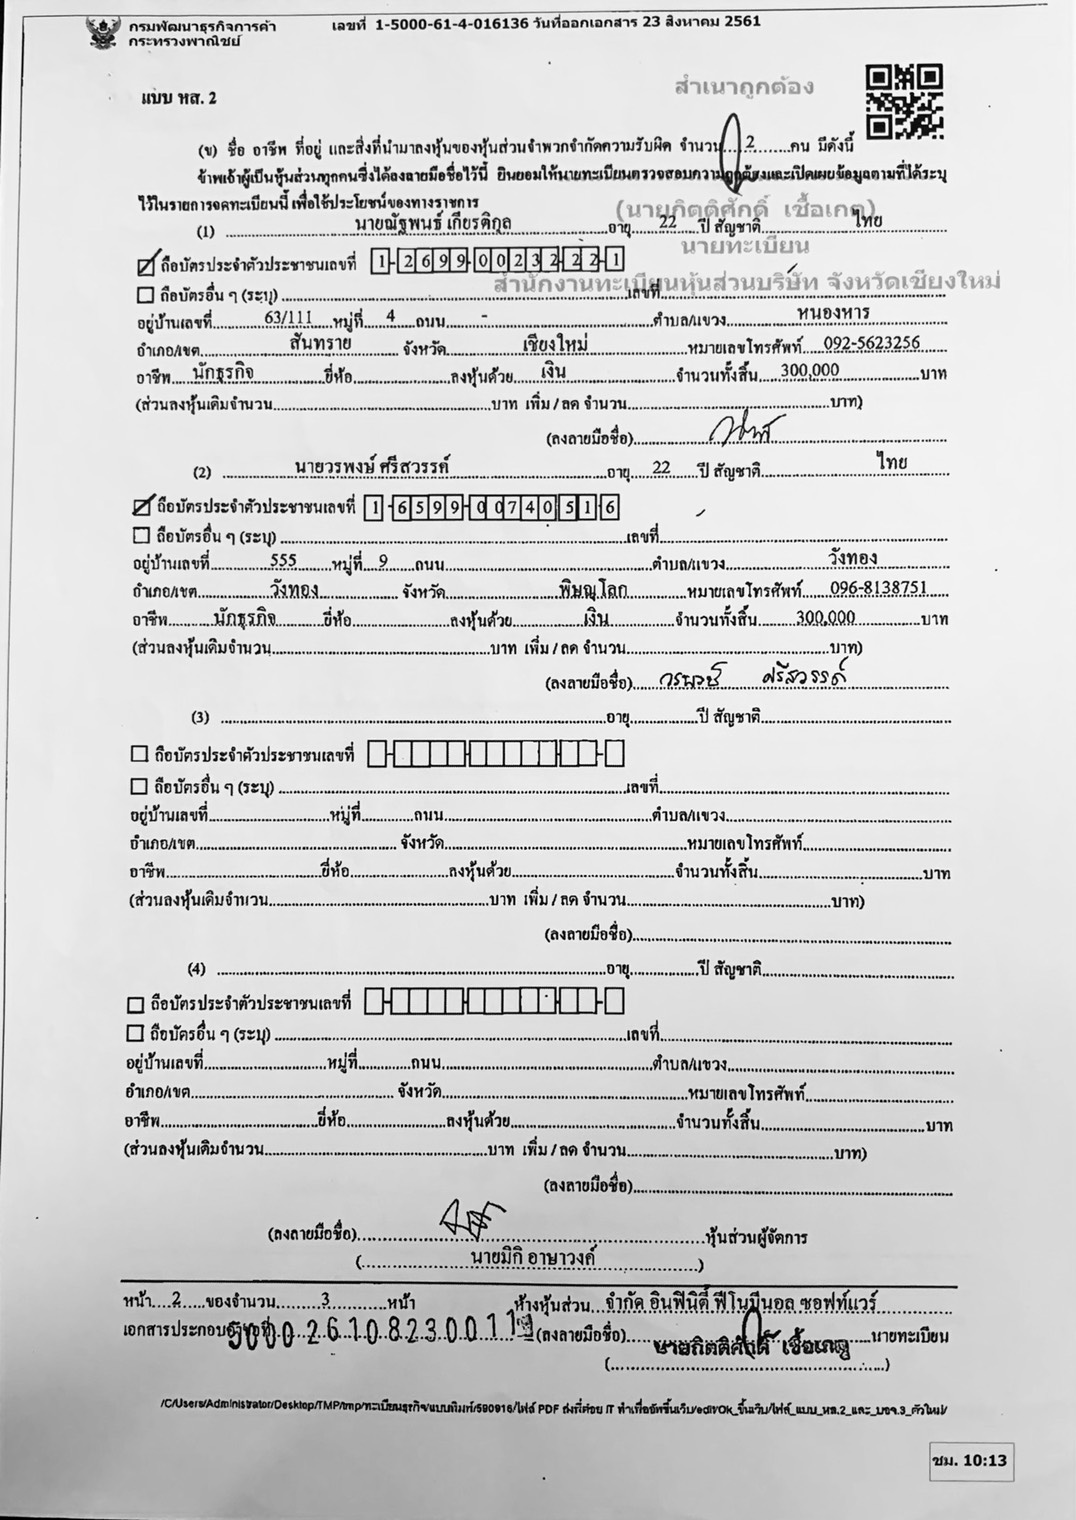 กรมพัฒนาธุรกิจการค้า
กระทรวงพาณิชย์
เลขที่ 1-5000-61-4-016136 วันที่ออกเอกสาร 23 สิงหาคม 2561
แบบ หส. 2
สำเนาถูกต้อง
(ข) ชื่อ อาชีพ ที่อยู่ และสิ่งที่นำมาลงหุ้นของหุ้นส่วนจำพวกจำกัดความรับผิด จำนวน....2........คน มีดังนี้
ข้าพเจ้าผู้เป็นหุ้นส่วนทุกคนซึ่งได้ลงลายมือชื่อไว้นี้ ยินยอมให้นายทะเบียนตรวจสอบความถูกต้องและเปิดเผยข้อมูลตามที่ได้ระบุ
ไว้ในรายการจดทะเบียนนี้ เพื่อใช้ประโยชน์ของทางราชการ
(นายกิตติศักดิ์ เชื้อเกตุ)
นายทะเบียน
สำนักงานทะเบียนหุ้นส่วนบริษัท จังหวัดเชียงใหม่
(1) นายณัฐพนธ์ เกียรติกูล อายุ 22 ปี สัญชาติ ไทย
ถือบัตรประจำตัวประชาชนเลขที่ 1-2699-00232-22-1
ถือบัตรอื่น ๆ (ระบุ) เลขที่
อยู่บ้านเลขที่ 63/111 หมู่ที่ 4 ถนน - ตำบล/แขวง หนองหาร
อำเภอ/เขต สันทราย จังหวัด เชียงใหม่ หมายเลขโทรศัพท์ 092-5623256
อาชีพ นักธุรกิจ ยี่ห้อ ลงหุ้นด้วย เงิน จำนวนทั้งสิ้น 300,000 บาท
(ส่วนลงหุ้นเดิมจำนวน บาท เพิ่ม / ลด จำนวน บาท)
(ลงลายมือชื่อ)
(2) นายวรพงษ์ ศรีสวรรค์ อายุ 22 ปี สัญชาติ ไทย
ถือบัตรประจำตัวประชาชนเลขที่ 1-6599-00740-51-6
ถือบัตรอื่น ๆ (ระบุ) เลขที่
อยู่บ้านเลขที่ 555 หมู่ที่ 9 ถนน ตำบล/แขวง วังทอง
อำเภอ/เขต วังทอง จังหวัด พิษณุโลก หมายเลขโทรศัพท์ 096-8138751
อาชีพ นักธุรกิจ ยี่ห้อ ลงหุ้นด้วย เงิน จำนวนทั้งสิ้น 300,000 บาท
(ส่วนลงหุ้นเดิมจำนวน บาท เพิ่ม / ลด จำนวน บาท)
(ลงลายมือชื่อ) วรพงษ์ ศรีสวรรค์
(3) อายุ ปี สัญชาติ
ถือบัตรประจำตัวประชาชนเลขที่
ถือบัตรอื่น ๆ (ระบุ) เลขที่
อยู่บ้านเลขที่ หมู่ที่ ถนน ตำบล/แขวง
อำเภอ/เขต จังหวัด หมายเลขโทรศัพท์
อาชีพ ยี่ห้อ ลงหุ้นด้วย จำนวนทั้งสิ้น บาท
(ส่วนลงหุ้นเดิมจำนวน บาท เพิ่ม / ลด จำนวน บาท)
(ลงลายมือชื่อ)
(4) อายุ ปี สัญชาติ
ถือบัตรประจำตัวประชาชนเลขที่
ถือบัตรอื่น ๆ (ระบุ) เลขที่
อยู่บ้านเลขที่ หมู่ที่ ถนน ตำบล/แขวง
อำเภอ/เขต จังหวัด หมายเลขโทรศัพท์
อาชีพ ยี่ห้อ ลงหุ้นด้วย จำนวนทั้งสิ้น บาท
(ส่วนลงหุ้นเดิมจำนวน บาท เพิ่ม / ลด จำนวน บาท)
(ลงลายมือชื่อ)
(ลงลายมือชื่อ) หุ้นส่วนผู้จัดการ
( นายมิกิ อาษาวงค์ )
หน้า 2 ของจำนวน 3 หน้า ห้างหุ้นส่วน จำกัด อินฟินิตี้ ฟีโนมีนอล ซอฟท์แวร์
เอกสารประกอบคำขอที่ 500026108230011 (ลงลายมือชื่อ) นายทะเบียน
นายกิตติศักดิ์ เชื้อเกตุ
( )
/C/Users/Administrator/Desktop/TMP/tmp/ทะเบียนธุรกิจ/แบบพิมพ์/590916/ไฟล์ PDF ส่งพี่ต๋อย IT ทำเพื่ออัพขึ้นเว็บ/edit/Ok_ขึ้นเว็บ/ไฟล์_แบบ_หส.2_และ_บอจ.3_ตัวใหม่/
ชม. 10:13